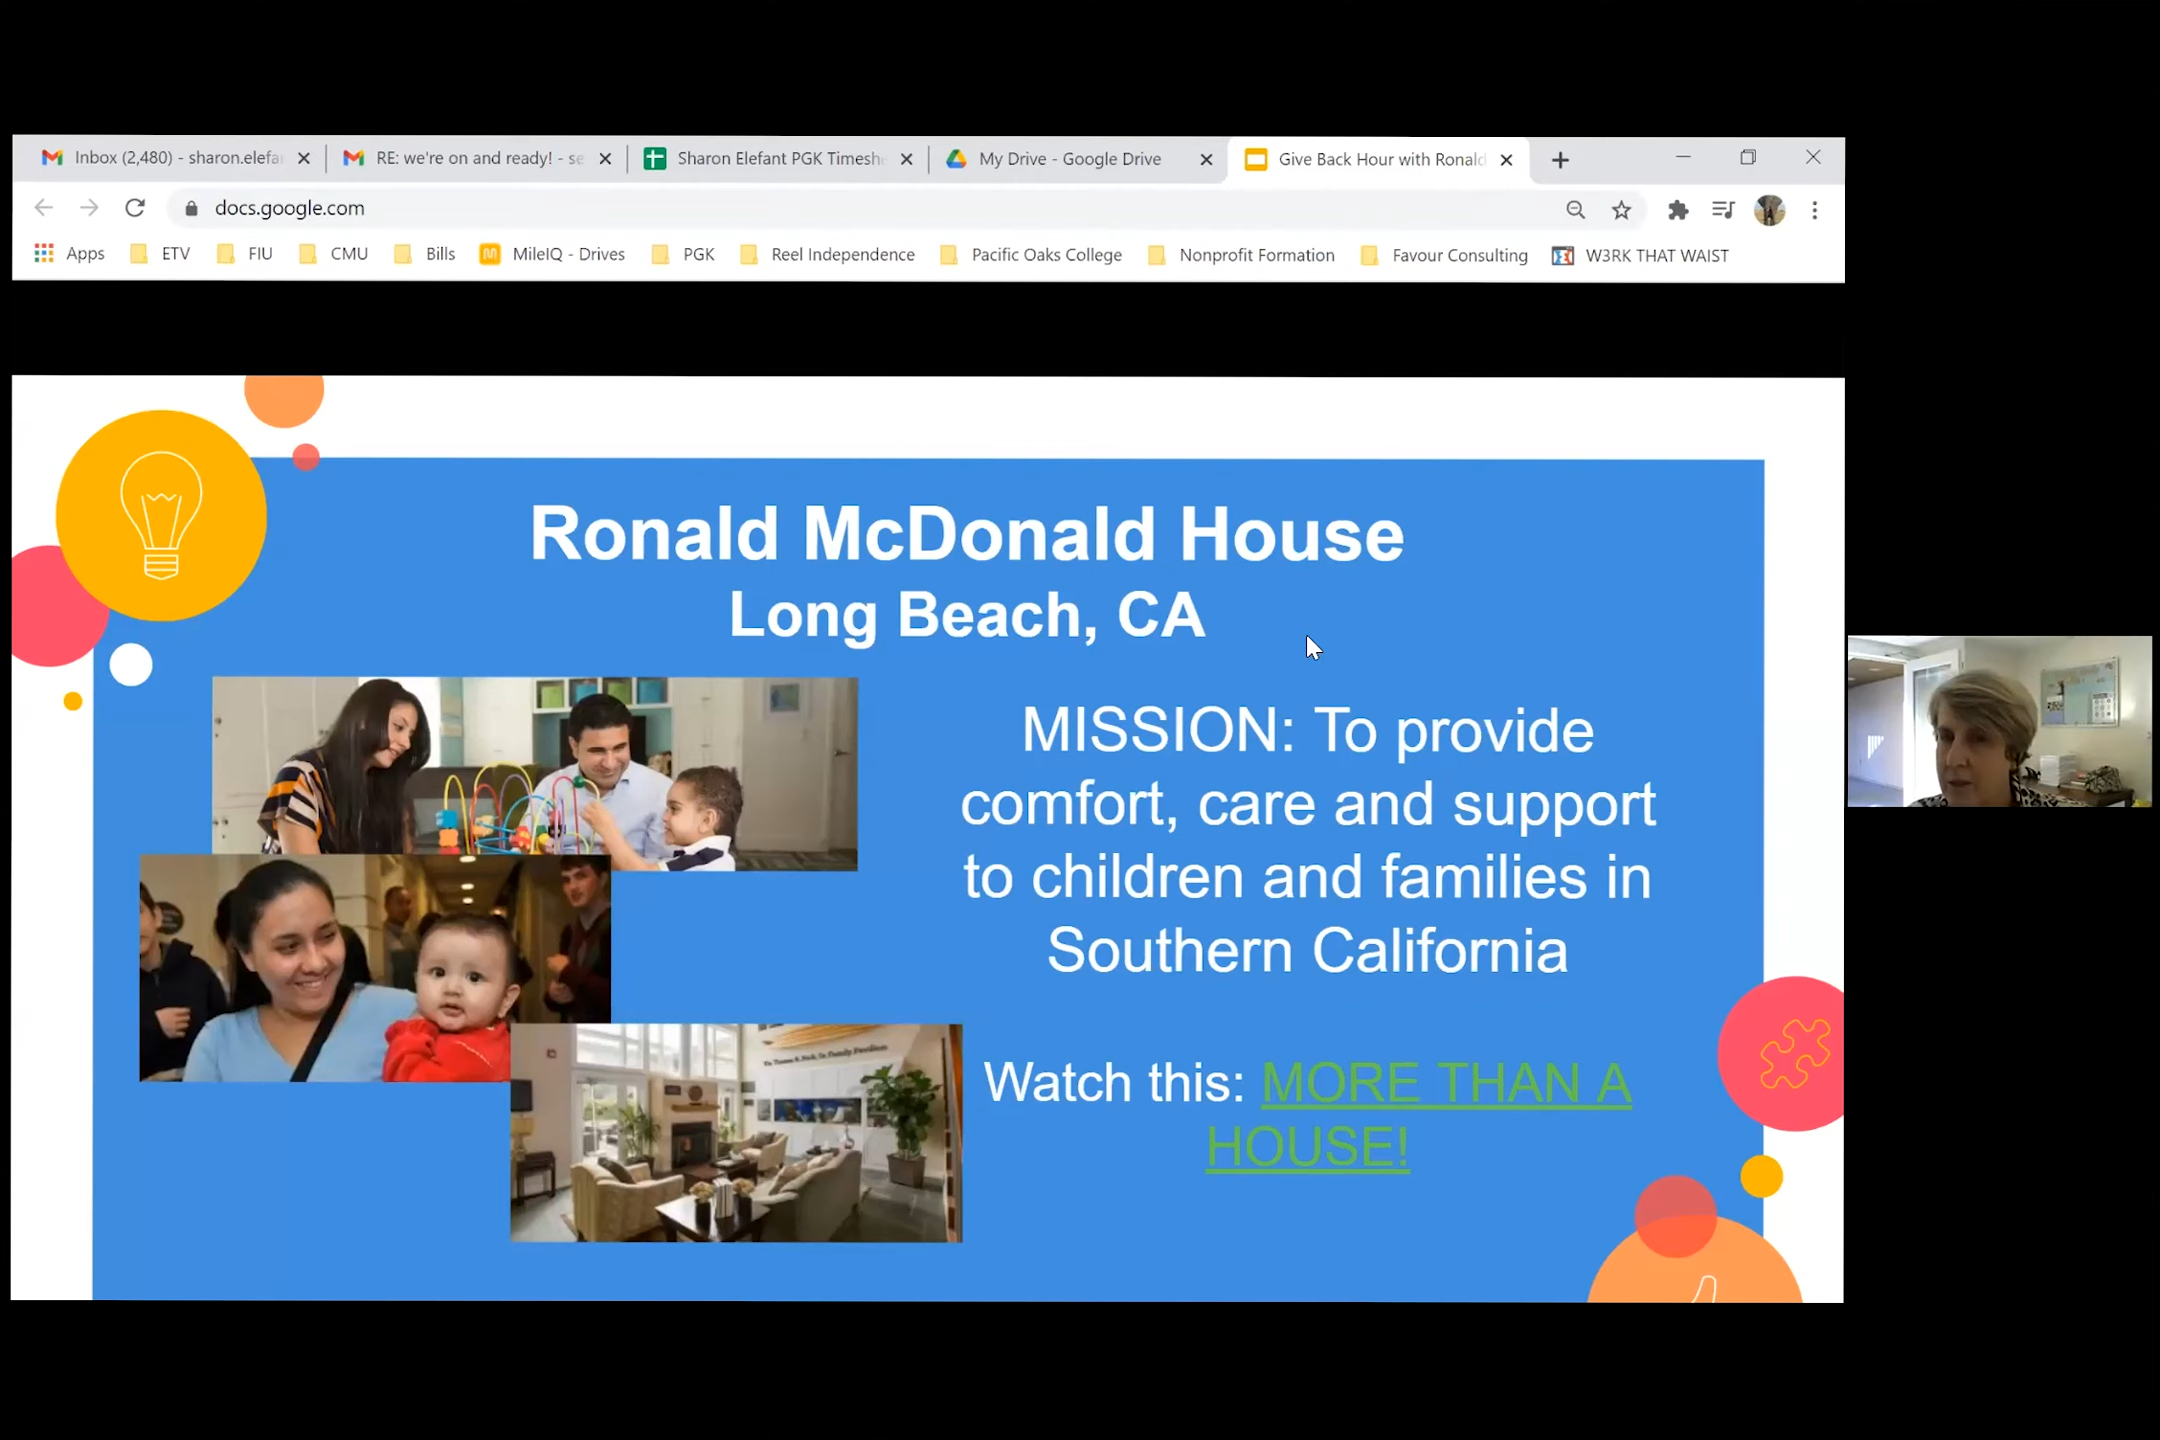 Inbox (2,480) - sharon.elefa
RE: we're on and ready! - se
Sharon Elefant PGK Timeshe
My Drive - Google Drive
Give Back Hour with Ronald
docs.google.com
Apps
ETV
FIU
CMU
Bills
MileIQ - Drives
PGK
Reel Independence
Pacific Oaks College
Nonprofit Formation
Favour Consulting
W3RK THAT WAIST
Ronald McDonald House
Long Beach, CA
MISSION: To provide
comfort, care and support
to children and families in
Southern California
Watch this: MORE THAN A
HOUSE!